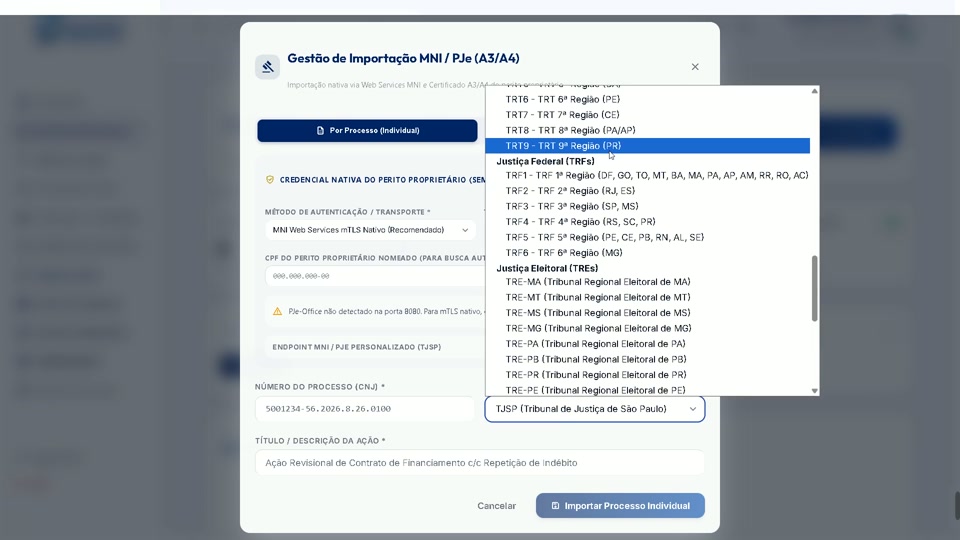 Gestão de Importação MNI / PJe (A3/A4)
Importação nativa via Web Services MNI e Certificado A3/A4 do perito proprietário
Por Processo (Individual)
CREDENCIAL NATIVA DO PERITO PROPRIETÁRIO (SEM
MÉTODO DE AUTENTICAÇÃO / TRANSPORTE *
MNI Web Services mTLS Nativo (Recomendado)
CPF DO PERITO PROPRIETÁRIO NOMEADO (PARA BUSCA AUT
000.000.000-00
PJe-Office não detectado na porta 8080. Para mTLS nativo,
ENDPOINT MNI / PJE PERSONALIZADO (TJSP)
TRT6 - TRT 6ª Região (PE)
TRT7 - TRT 7ª Região (CE)
TRT8 - TRT 8ª Região (PA/AP)
TRT9 - TRT 9ª Região (PR)
Justiça Federal (TRFs)
TRF1 - TRF 1ª Região (DF, GO, TO, MT, BA, MA, PA, AP, AM, RR, RO, AC)
TRF2 - TRF 2ª Região (RJ, ES)
TRF3 - TRF 3ª Região (SP, MS)
TRF4 - TRF 4ª Região (RS, SC, PR)
TRF5 - TRF 5ª Região (PE, CE, PB, RN, AL, SE)
TRF6 - TRF 6ª Região (MG)
Justiça Eleitoral (TREs)
TRE-MA (Tribunal Regional Eleitoral de MA)
TRE-MT (Tribunal Regional Eleitoral de MT)
TRE-MS (Tribunal Regional Eleitoral de MS)
TRE-MG (Tribunal Regional Eleitoral de MG)
TRE-PA (Tribunal Regional Eleitoral de PA)
TRE-PB (Tribunal Regional Eleitoral de PB)
TRE-PR (Tribunal Regional Eleitoral de PR)
TRE-PE (Tribunal Regional Eleitoral de PE)
NÚMERO DO PROCESSO (CNJ) *
5001234-56.2026.8.26.0100
TJSP (Tribunal de Justiça de São Paulo)
TÍTULO / DESCRIÇÃO DA AÇÃO *
Ação Revisional de Contrato de Financiamento c/c Repetição de Indébito
Cancelar
Importar Processo Individual